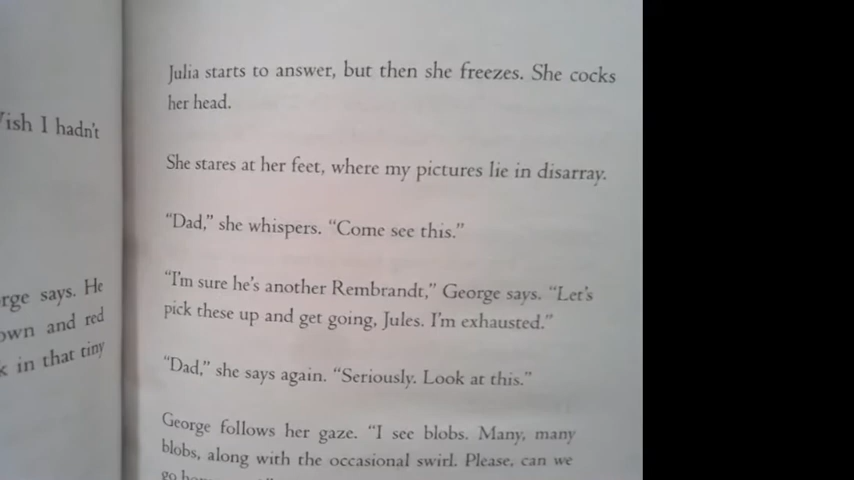 Wish I hadn't
rge says. He
own and red
k in that tiny
Julia starts to answer, but then she freezes. She cocks
her head.
She stares at her feet, where my pictures lie in disarray.
“Dad,” she whispers. “Come see this.”
“I'm sure he's another Rembrandt,” George says. “Let's
pick these up and get going, Jules. I'm exhausted.”
“Dad,” she says again. “Seriously. Look at this.”
George follows her gaze. “I see blobs. Many, many
blobs, along with the occasional swirl. Please, can we
go